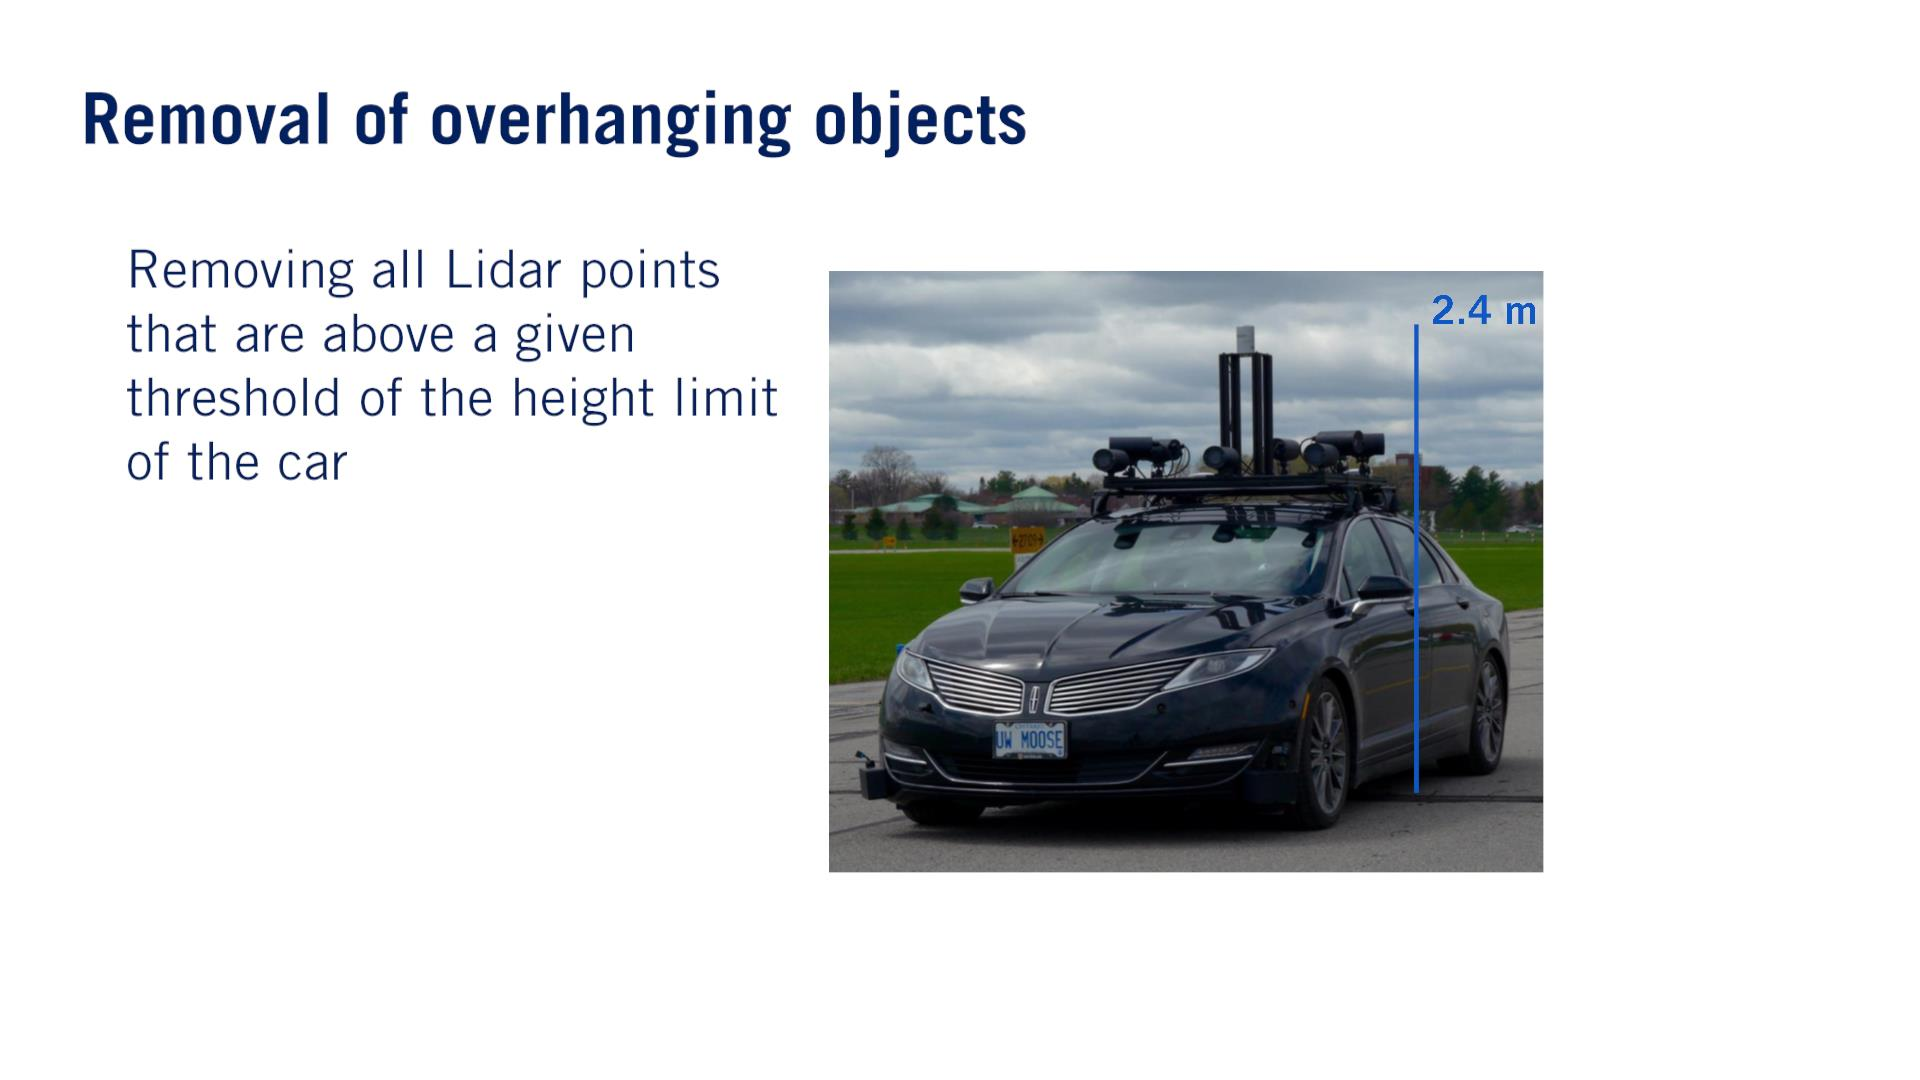 Removal of overhanging objects
Removing all Lidar points
that are above a given
threshold of the height limit
of the car
2.4 m
UW MOOSE